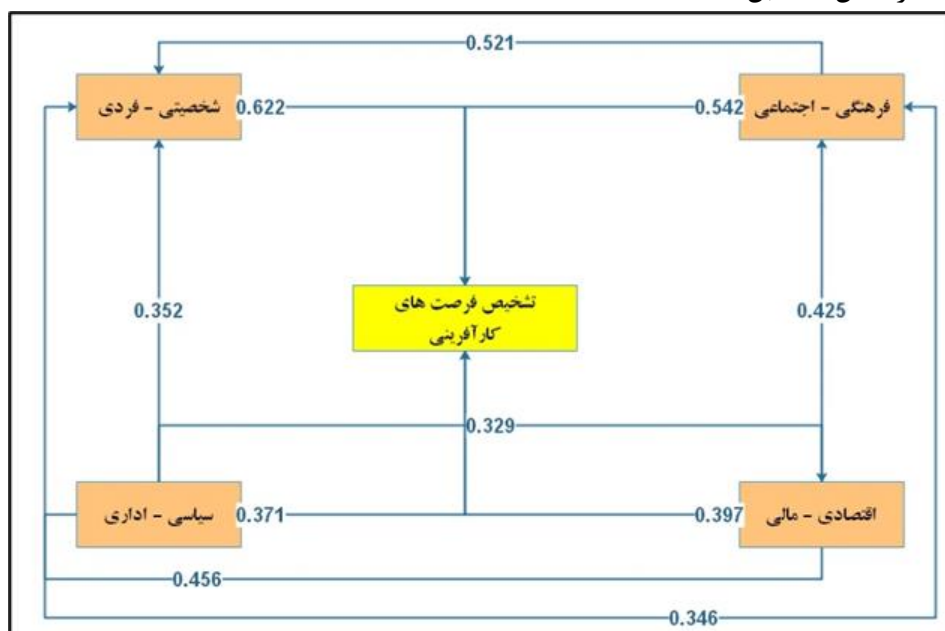 0.521
شخصیتی - فردی
0.622
0.542
فرهنگی - اجتماعی
تشخیص فرصت های
کارآفرینی
0.352
0.425
0.329
سیاسی - اداری
0.371
0.397
اقتصادی - مالی
0.456
0.346